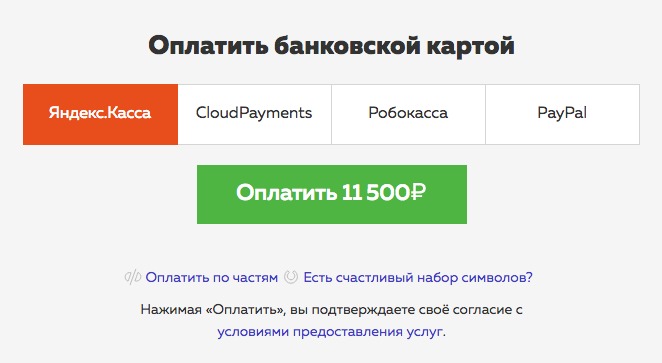 Оплатить банковской картой
Яндекс.Касса CloudPayments Робокасса PayPal
Оплатить 11 500₽
Оплатить по частям Есть счастливый набор символов?
Нажимая «Оплатить», вы подтверждаете своё согласие с
условиями предоставления услуг.